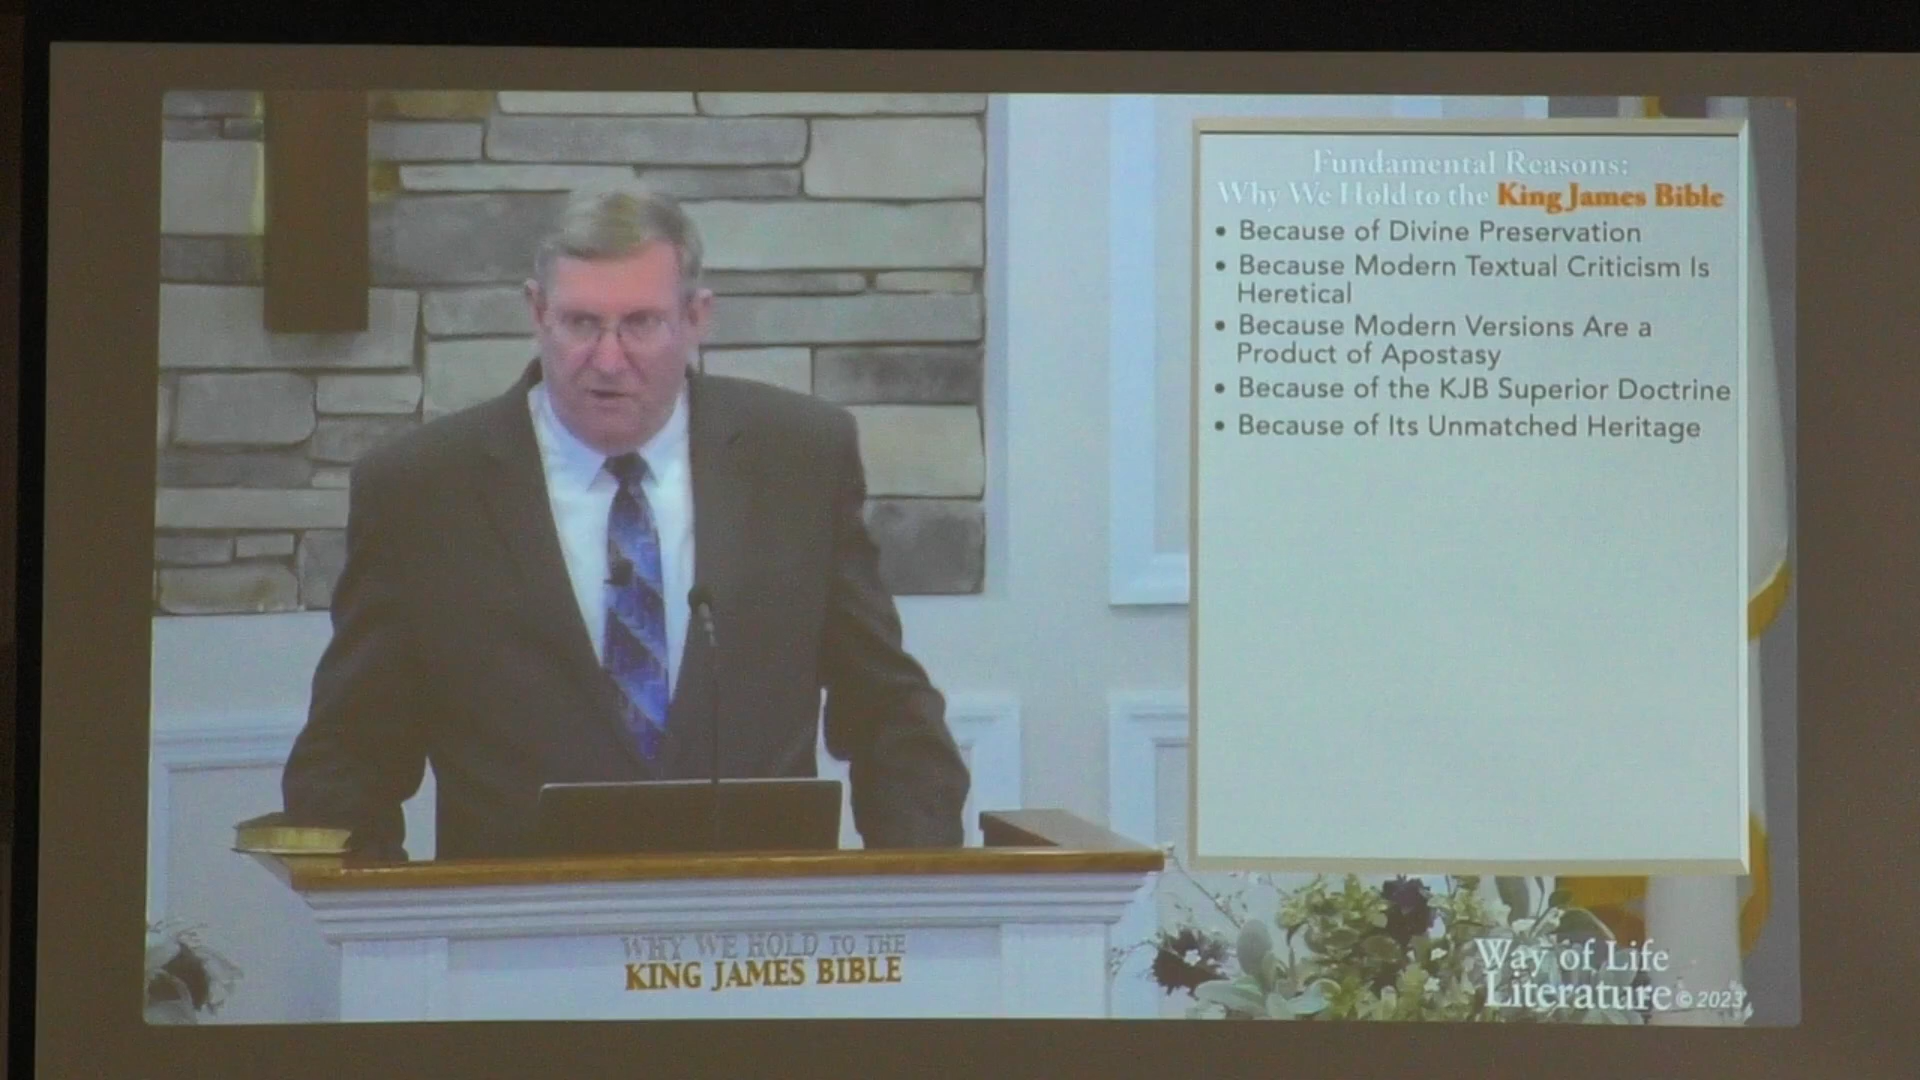 Fundamental Reasons:
Why We Hold to the King James Bible
• Because of Divine Preservation
• Because Modern Textual Criticism Is
Heretical
• Because Modern Versions Are a
Product of Apostasy
• Because of the KJB Superior Doctrine
• Because of Its Unmatched Heritage
WHY WE HOLD TO THE
KING JAMES BIBLE
Way of Life
Literature © 2023